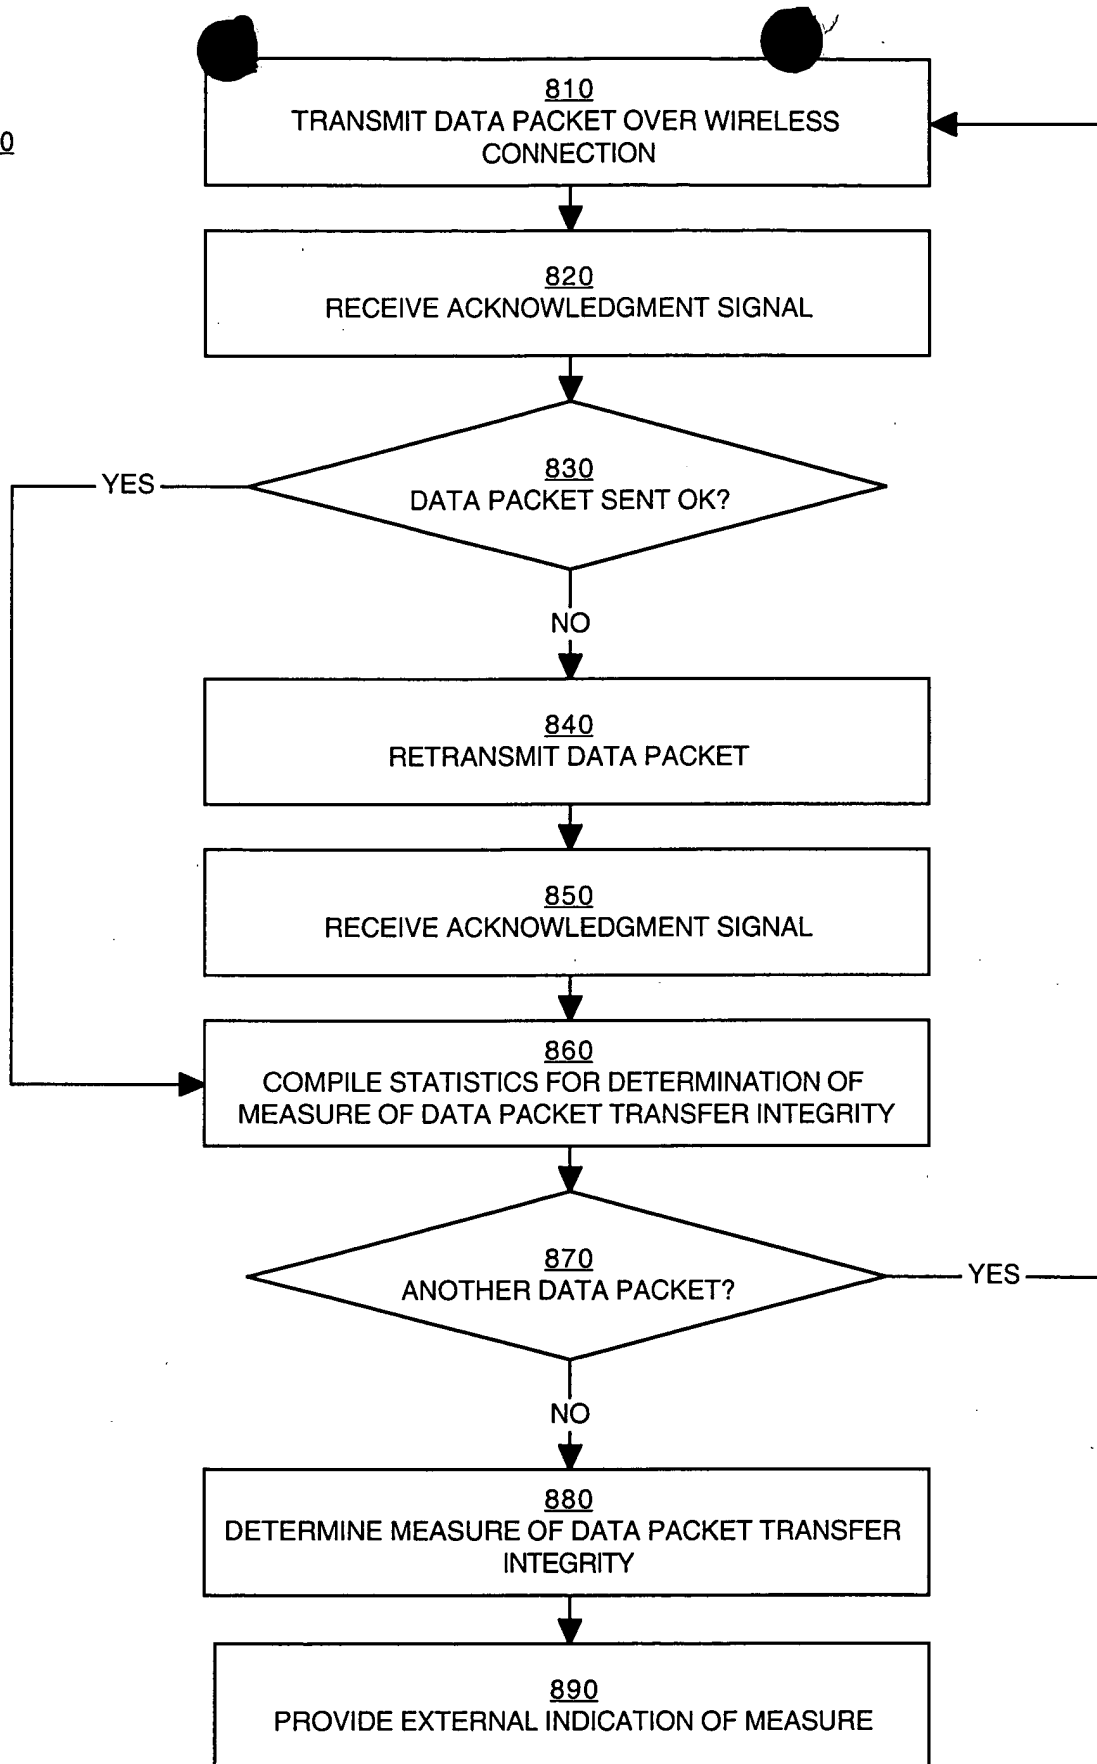 810
TRANSMIT DATA PACKET OVER WIRELESS
CONNECTION
0
820
RECEIVE ACKNOWLEDGMENT SIGNAL
830
DATA PACKET SENT OK?
YES
NO
840
RETRANSMIT DATA PACKET
850
RECEIVE ACKNOWLEDGMENT SIGNAL
860
COMPILE STATISTICS FOR DETERMINATION OF
MEASURE OF DATA PACKET TRANSFER INTEGRITY
870
ANOTHER DATA PACKET?
YES
NO
880
DETERMINE MEASURE OF DATA PACKET TRANSFER
INTEGRITY
890
PROVIDE EXTERNAL INDICATION OF MEASURE